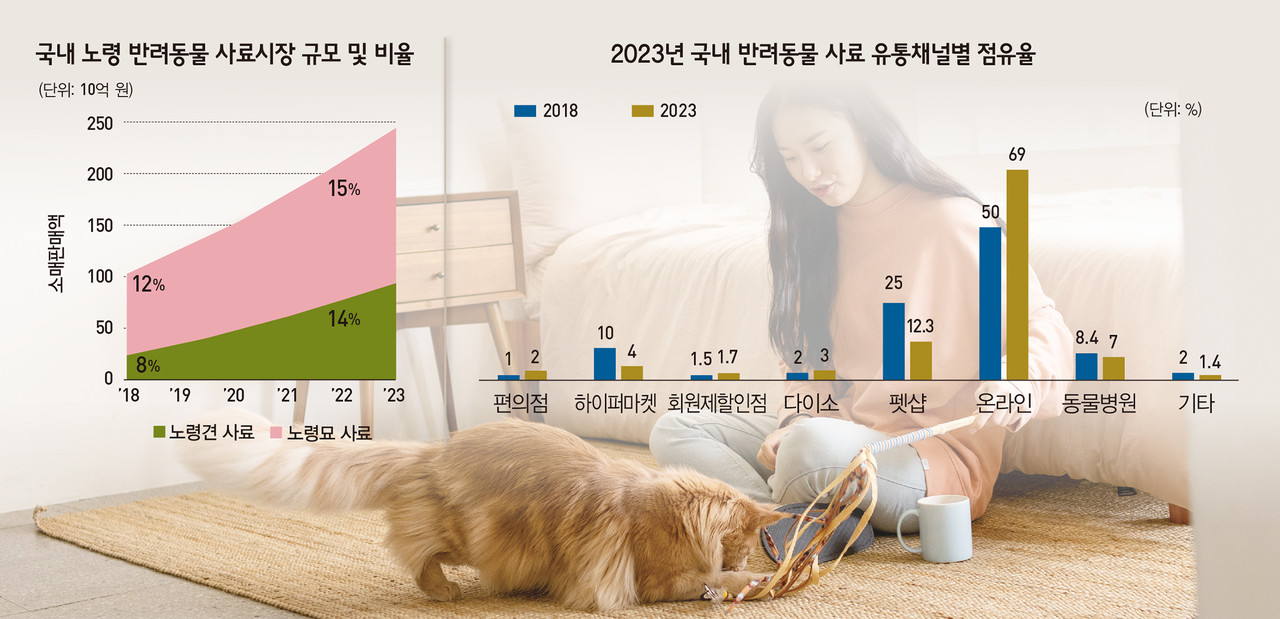 국내 노령 반려동물 사료시장 규모 및 비율
(단위: 10억 원)
소매판매액
250
200
150
100
50
0
15%
12%
14%
8%
’18 ’19 ’20 ’21 ’22 ’23
노령견 사료 노령묘 사료
2023년 국내 반려동물 사료 유통채널별 점유율
2018 2023
(단위: %)
1 2
10 4
1.5 1.7
2 3
25 12.3
50 69
8.4 7
2 1.4
편의점 하이퍼마켓 회원제할인점 다이소 펫샵 온라인 동물병원 기타